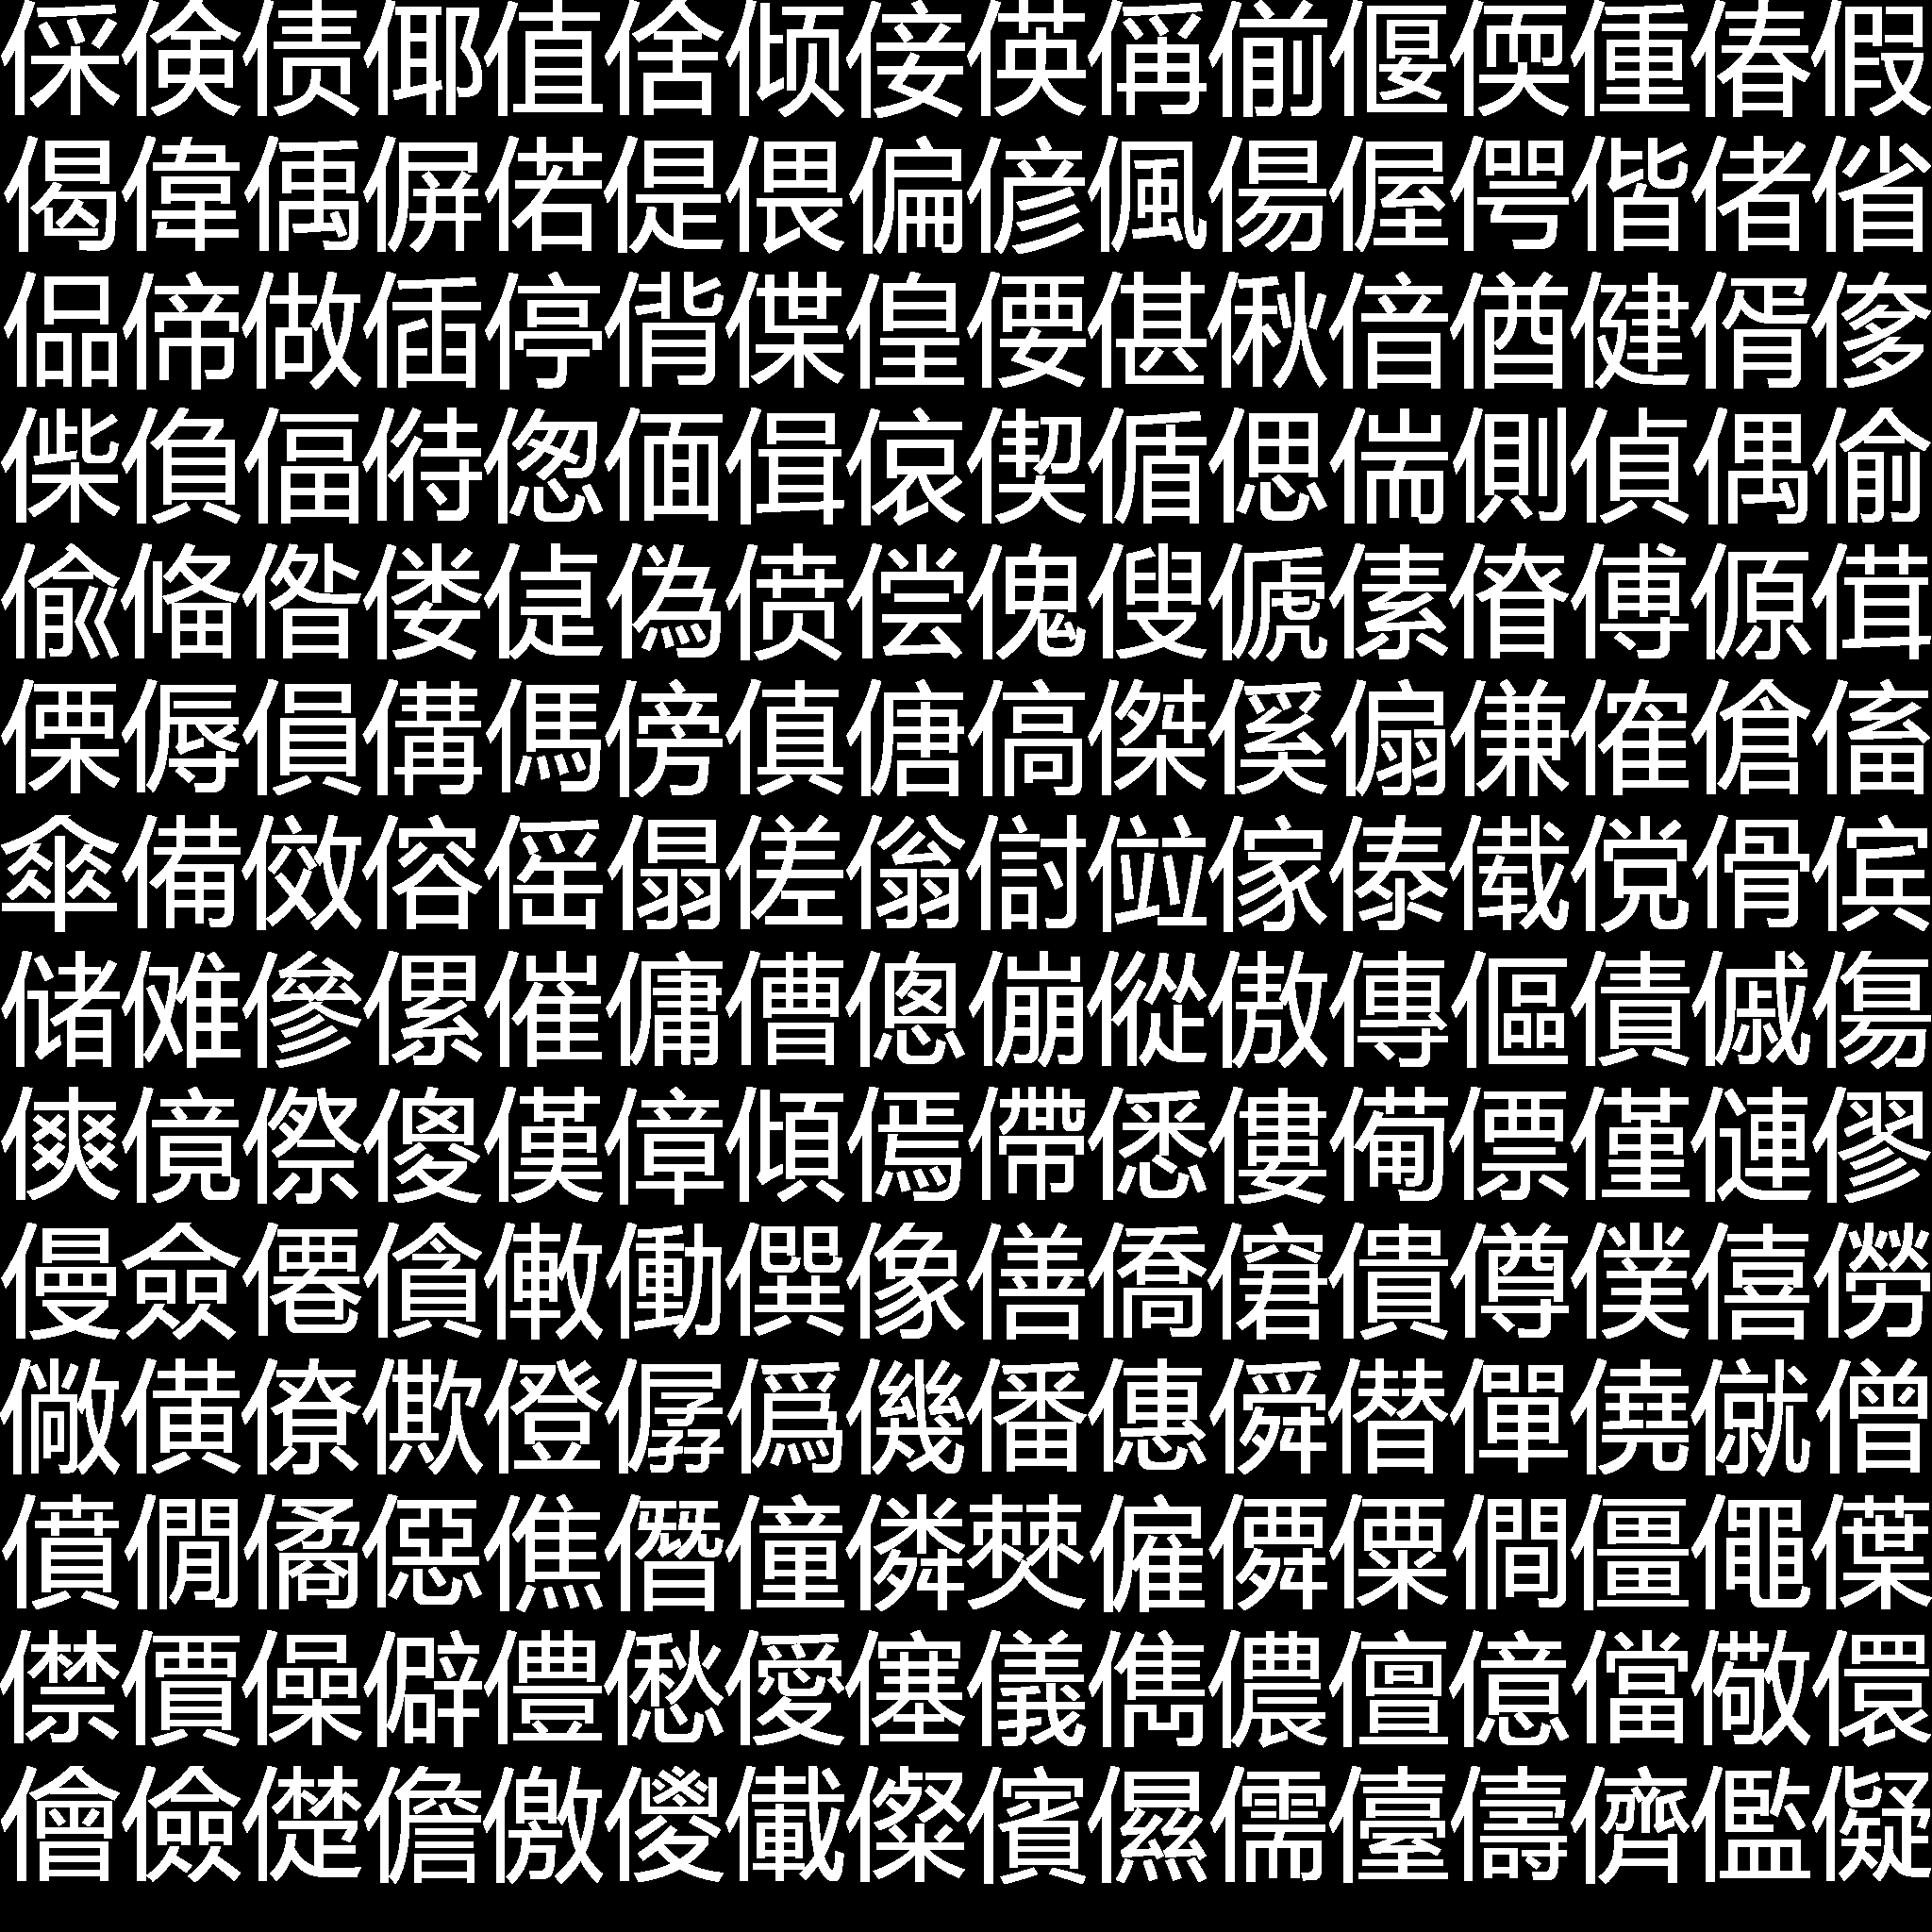 倸倹债倻值倽倾倿偀偁偂偃偄偅偆假
偈偉偊偋偌偍偎偏偐偑偒偓偔偕偖偗
偘偙做偛停偝偞偟偠偡偢偣偤健偦偧
偨偩偪偫偬偭偮偯偰偱偲偳側偵偶偷
偸偹偺偻偼偽偾偿傀傁傂傃傄傅傆傇
傈傉傊傋傌傍傎傏傐傑傒傓傔傕傖傗
傘備傚傛傜傝傞傟傠傡傢傣傤傥傦傧
储傩傪傫催傭傮傯傰傱傲傳傴債傶傷
傸傹傺傻傼傽傾傿僀僁僂僃僄僅僆僇
僈僉僊僋僌働僎像僐僑僒僓僔僕僖僗
僘僙僚僛僜僝僞僟僠僡僢僣僤僥僦僧
僨僩僪僫僬僭僮僯僰僱僲僳僴僵僶僷
僸價僺僻僼僽僾僿儀儁儂儃億儅儆儇
儈儉儊儋儌儍儎儏儐儑儒儓儔儕儖儗